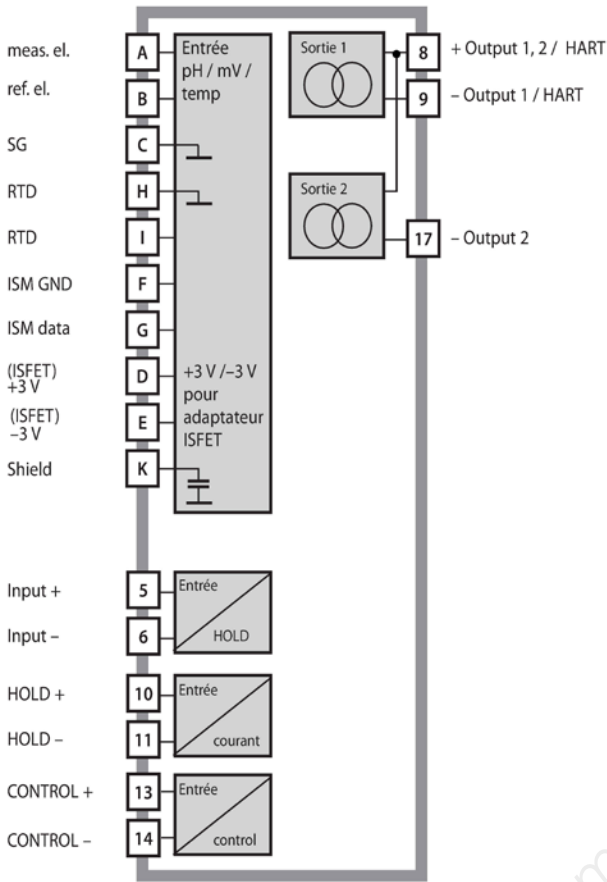 meas. el. A Entrée
pH / mV /
temp
ref. el. B
SG C
RTD H
RTD I
ISM GND F
ISM data G
(ISFET)
+3 V D +3 V /–3 V
pour
adaptateur
ISFET
(ISFET)
–3 V E
Shield K
Sortie 1 8 + Output 1, 2 / HART
9 – Output 1 / HART
Sortie 2
17 – Output 2
Input + 5 Entrée
Input – 6 HOLD
HOLD + 10 Entrée
HOLD – 11 courant
CONTROL + 13 Entrée
CONTROL – 14 control